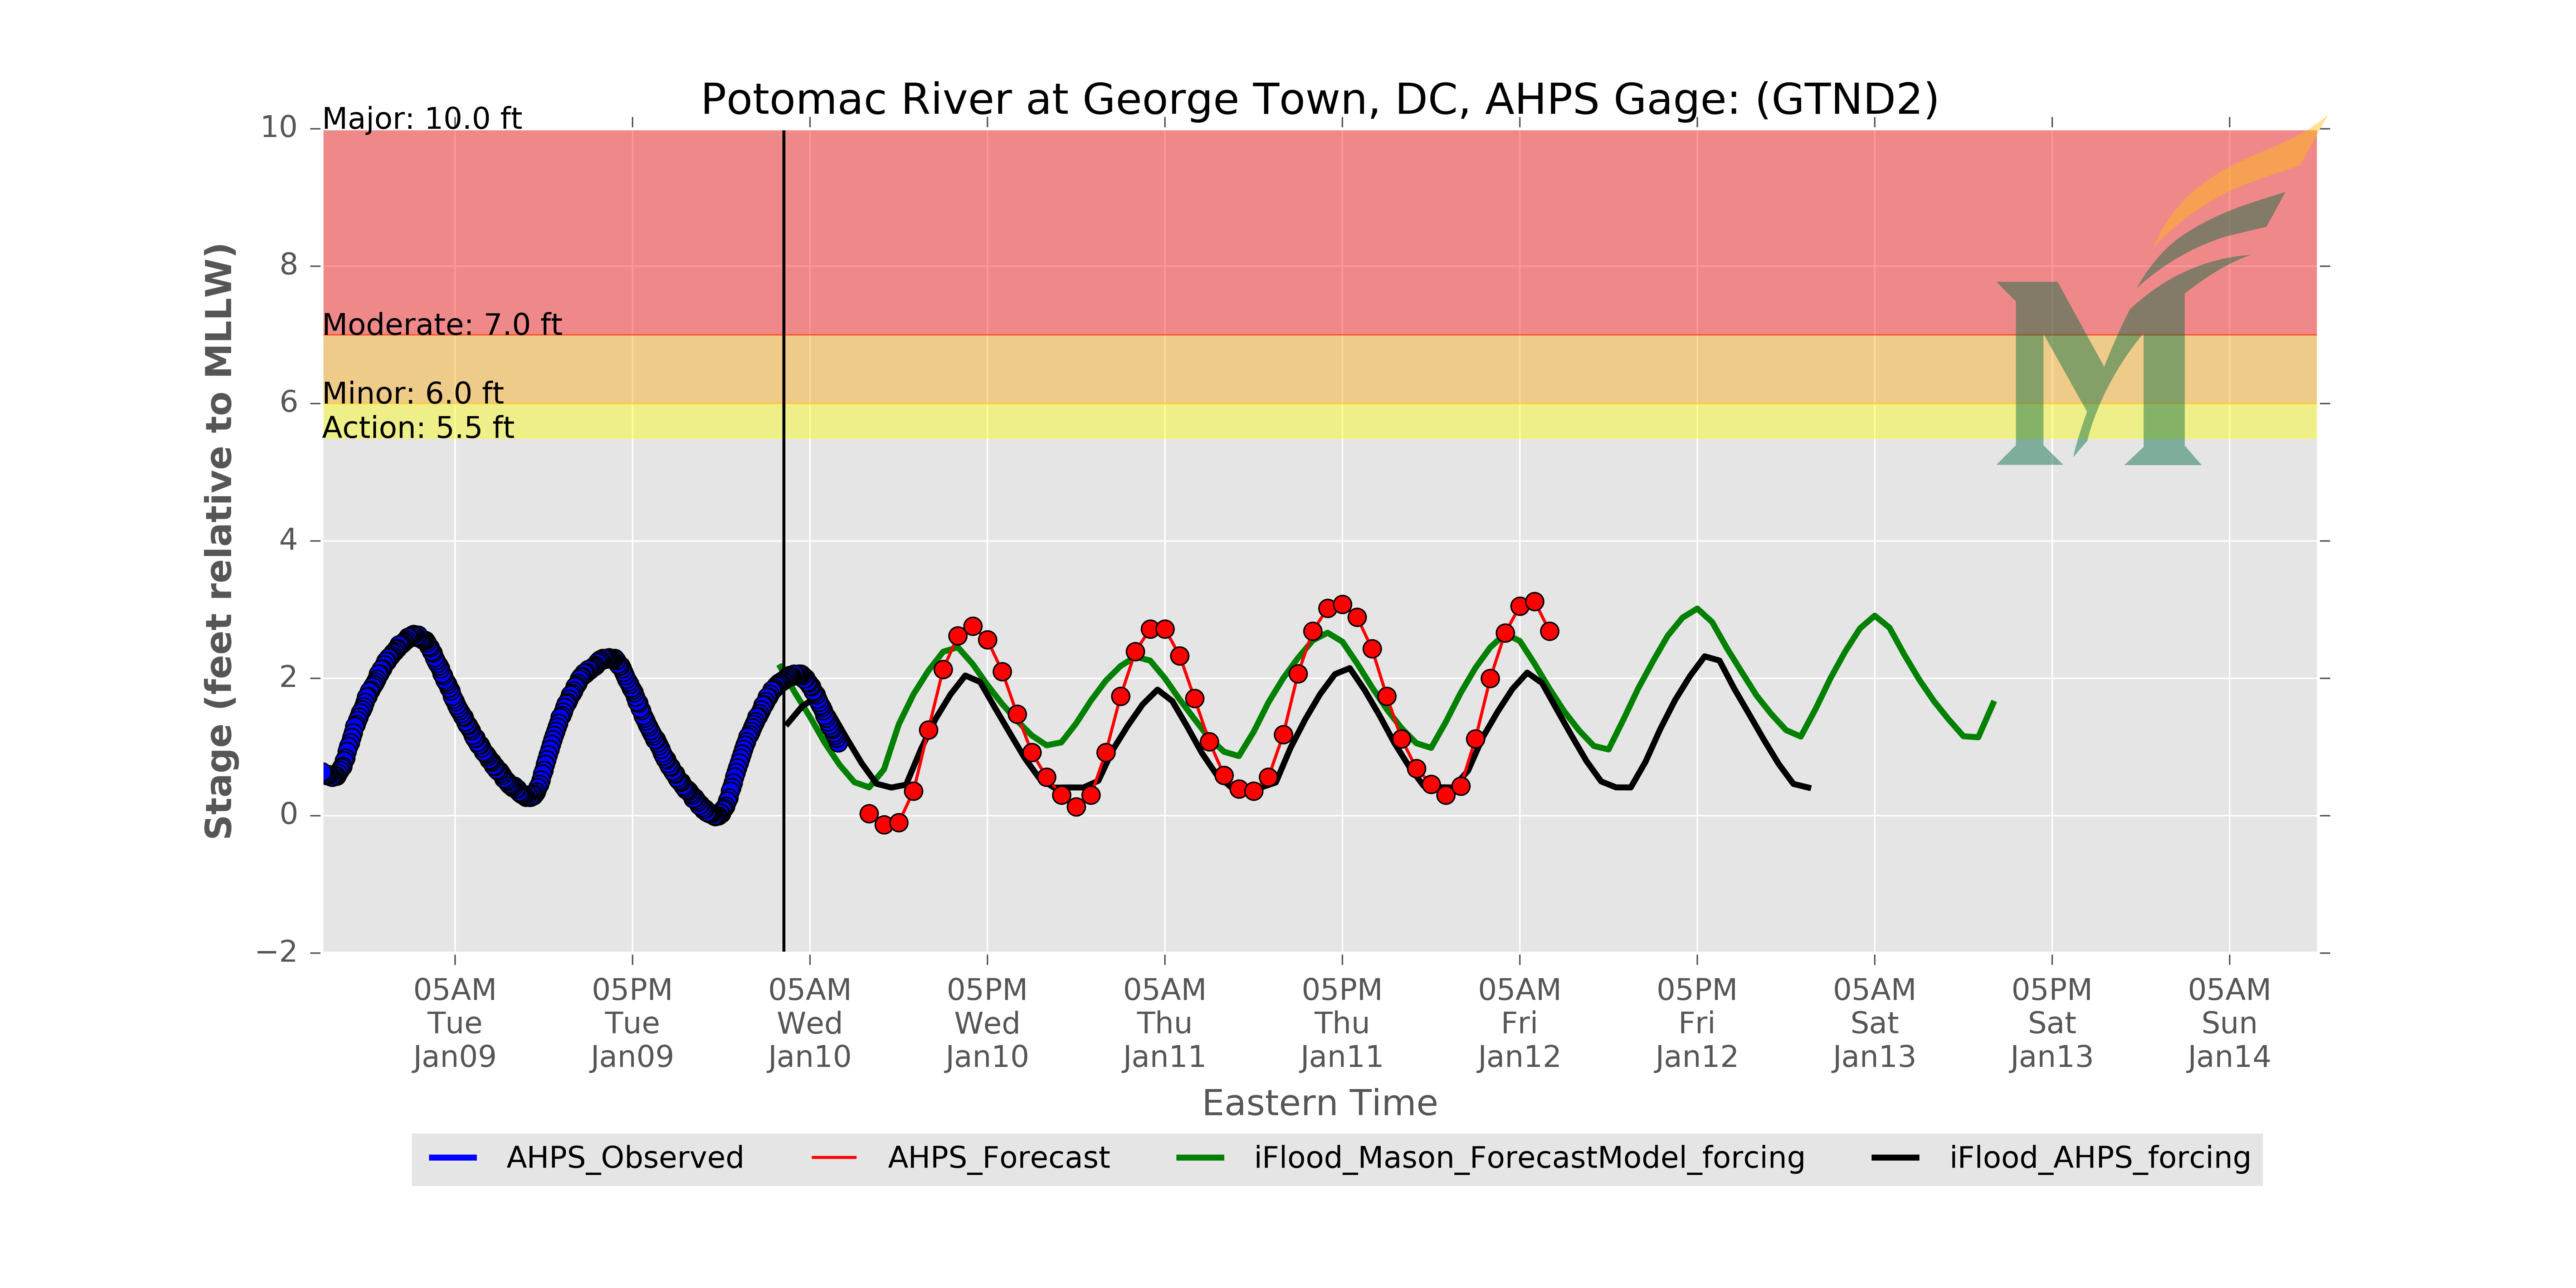 Potomac River at George Town, DC, AHPS Gage: (GTND2)
Major: 10.0 ft
Moderate: 7.0 ft
Minor: 6.0 ft
Action: 5.5 ft
10
8
6
4
2
0
−2
Stage (feet relative to MLLW)
05AM Tue Jan09
05PM Tue Jan09
05AM Wed Jan10
05PM Wed Jan10
05AM Thu Jan11
05PM Thu Jan11
05AM Fri Jan12
05PM Fri Jan12
05AM Sat Jan13
05PM Sat Jan13
05AM Sun Jan14
Eastern Time
AHPS_Observed
AHPS_Forecast
iFlood_Mason_ForecastModel_forcing
iFlood_AHPS_forcing
M